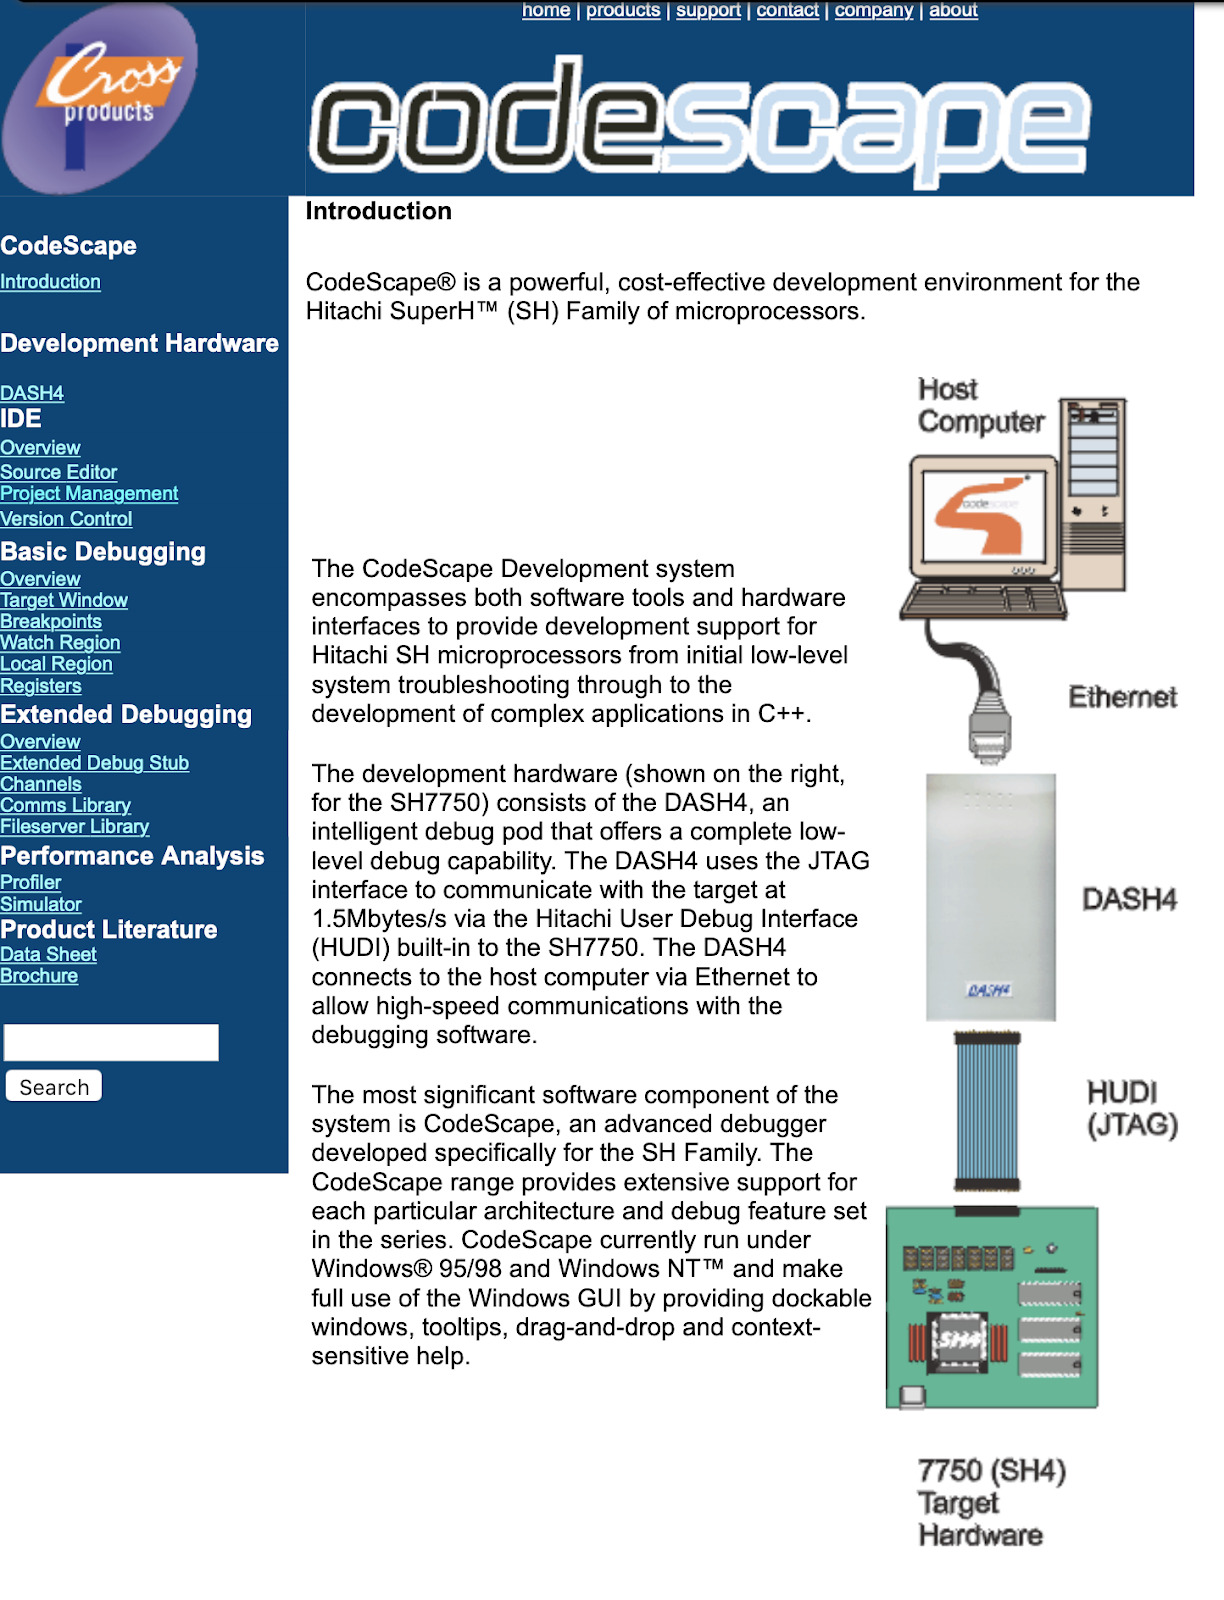 home | products | support | contact | company | about
Cross
products
codescape
CodeScape
Introduction
Development Hardware
DASH4
IDE
Overview
Source Editor
Project Management
Version Control
Basic Debugging
Overview
Target Window
Breakpoints
Watch Region
Local Region
Registers
Extended Debugging
Overview
Extended Debug Stub
Channels
Comms Library
Fileserver Library
Performance Analysis
Profiler
Simulator
Product Literature
Data Sheet
Brochure
Search
Introduction
CodeScape® is a powerful, cost-effective development environment for the
Hitachi SuperH™ (SH) Family of microprocessors.
The CodeScape Development system
encompasses both software tools and hardware
interfaces to provide development support for
Hitachi SH microprocessors from initial low-level
system troubleshooting through to the
development of complex applications in C++.
The development hardware (shown on the right,
for the SH7750) consists of the DASH4, an
intelligent debug pod that offers a complete low-
level debug capability. The DASH4 uses the JTAG
interface to communicate with the target at
1.5Mbytes/s via the Hitachi User Debug Interface
(HUDI) built-in to the SH7750. The DASH4
connects to the host computer via Ethernet to
allow high-speed communications with the
debugging software.
The most significant software component of the
system is CodeScape, an advanced debugger
developed specifically for the SH Family. The
CodeScape range provides extensive support for
each particular architecture and debug feature set
in the series. CodeScape currently run under
Windows® 95/98 and Windows NT™ and make
full use of the Windows GUI by providing dockable
windows, tooltips, drag-and-drop and context-
sensitive help.
Host
Computer
codescape
Ethernet
DASH4
DASH4
HUDI
(JTAG)
SH4
7750 (SH4)
Target
Hardware